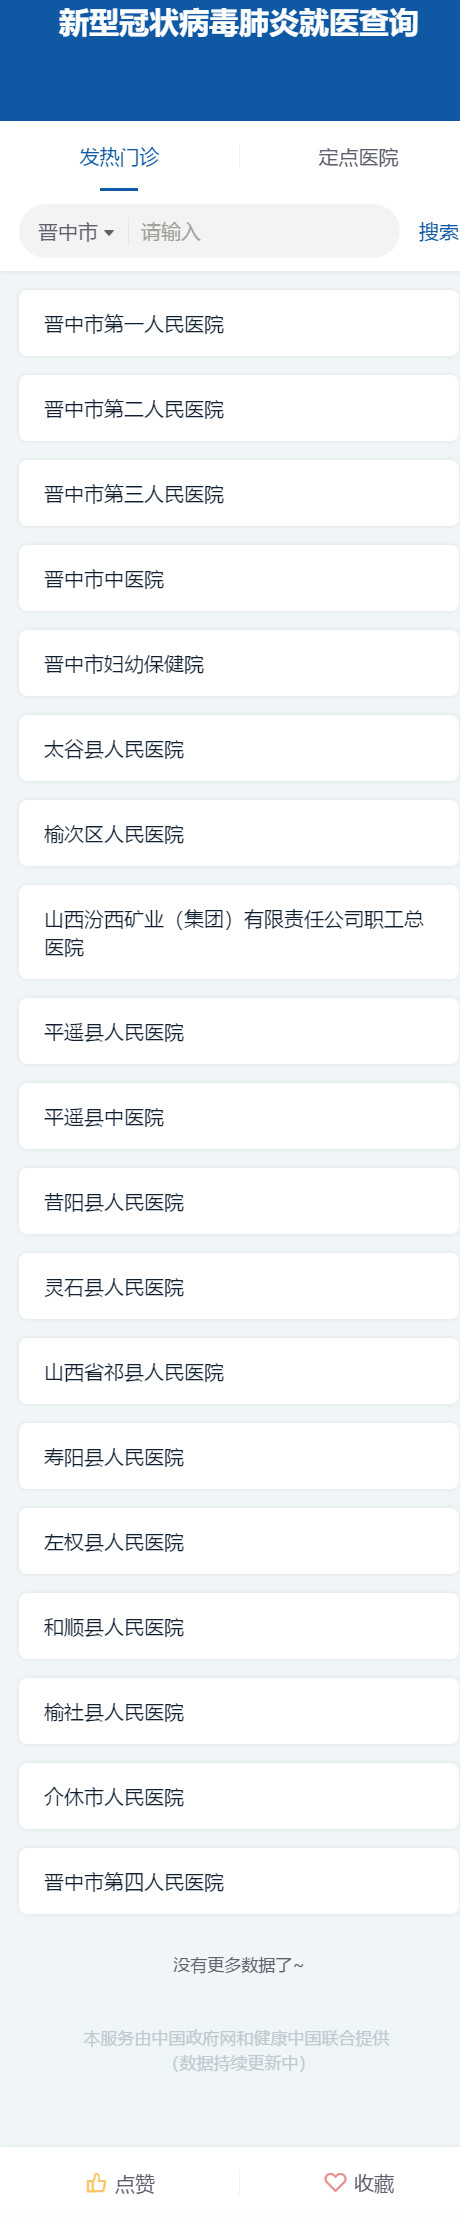 新型冠状病毒肺炎就医查询
发热门诊
定点医院
晋中市
请输入
搜索
晋中市第一人民医院
晋中市第二人民医院
晋中市第三人民医院
晋中市中医院
晋中市妇幼保健院
太谷县人民医院
榆次区人民医院
山西汾西矿业（集团）有限责任公司职工总
医院
平遥县人民医院
平遥县中医院
昔阳县人民医院
灵石县人民医院
山西省祁县人民医院
寿阳县人民医院
左权县人民医院
和顺县人民医院
榆社县人民医院
介休市人民医院
晋中市第四人民医院
没有更多数据了~
本服务由中国政府网和健康中国联合提供
（数据持续更新中）
点赞
收藏